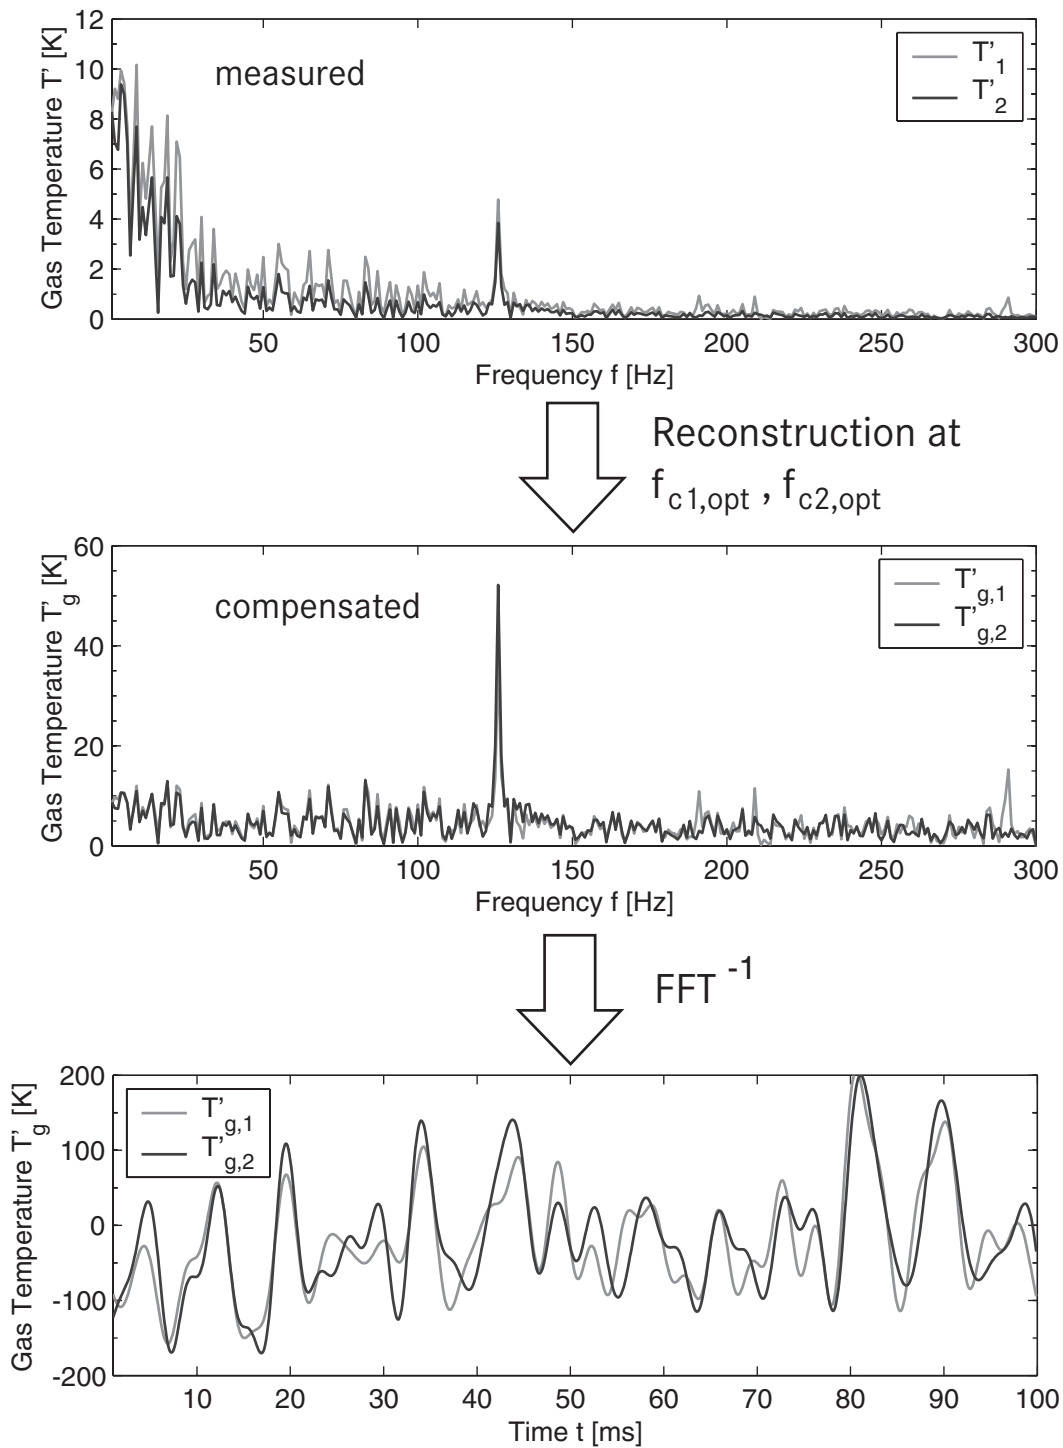 Gas Temperature T' [K]
12
10
8
6
4
2
0
measured
T'1
T'2
50 100 150 200 250 300
Frequency f [Hz]
Reconstruction at
fc1,opt , fc2,opt
Gas Temperature T'g [K]
60
40
20
0
compensated
T'g,1
T'g,2
50 100 150 200 250 300
Frequency f [Hz]
FFT -1
Gas Temperature T'g [K]
200
100
0
-100
-200
T'g,1
T'g,2
10 20 30 40 50 60 70 80 90 100
Time t [ms]